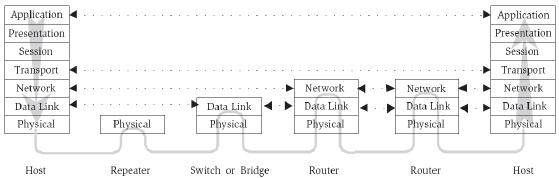 Application
Application
Presentation
Presentation
Session
Session
Transport
Transport
Network
Network
Network
Network
Data Link
Data Link
Data Link
Data Link
Data Link
Physical
Physical
Physical
Physical
Physical
Physical
Host
Repeater
Switch or Bridge
Router
Router
Host